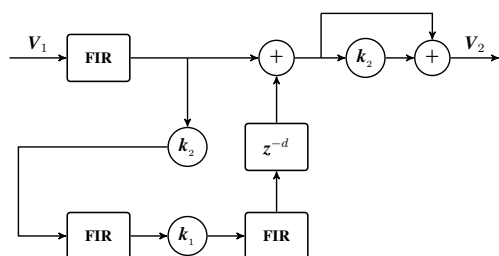 V₁ FIR + k₂ + V₂
k₂ z⁻ᵈ
FIR k₁ FIR